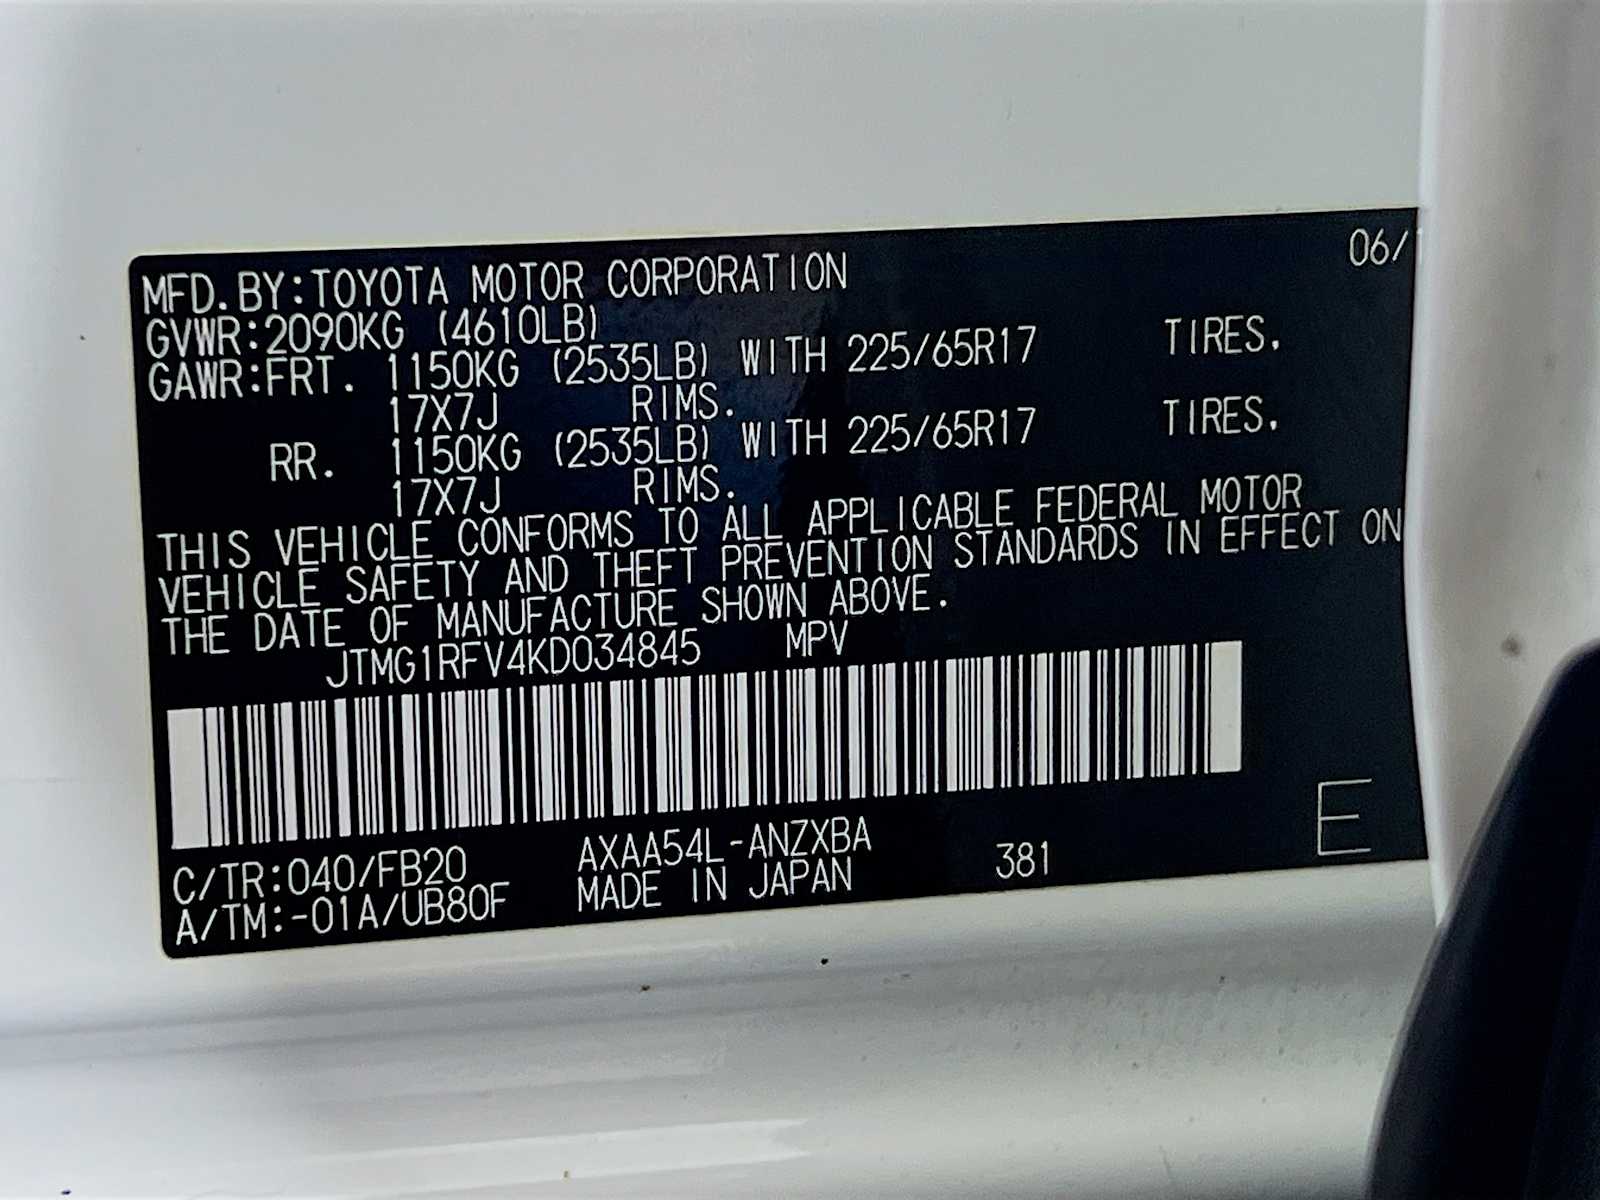 06/
MFD.BY:TOYOTA MOTOR CORPORATION
GVWR:2090KG (4610LB)
GAWR:FRT. 1150KG (2535LB) WITH 225/65R17 TIRES.
17X7J RIMS.
RR. 1150KG (2535LB) WITH 225/65R17 TIRES.
17X7J RIMS.
THIS VEHICLE CONFORMS TO ALL APPLICABLE FEDERAL MOTOR
VEHICLE SAFETY AND THEFT PREVENTION STANDARDS IN EFFECT ON
THE DATE OF MANUFACTURE SHOWN ABOVE.
JTMG1RFV4KD034845 MPV
C/TR:040/FB20 AXAA54L-ANZXBA
A/TM:-01A/UB80F MADE IN JAPAN 381
E